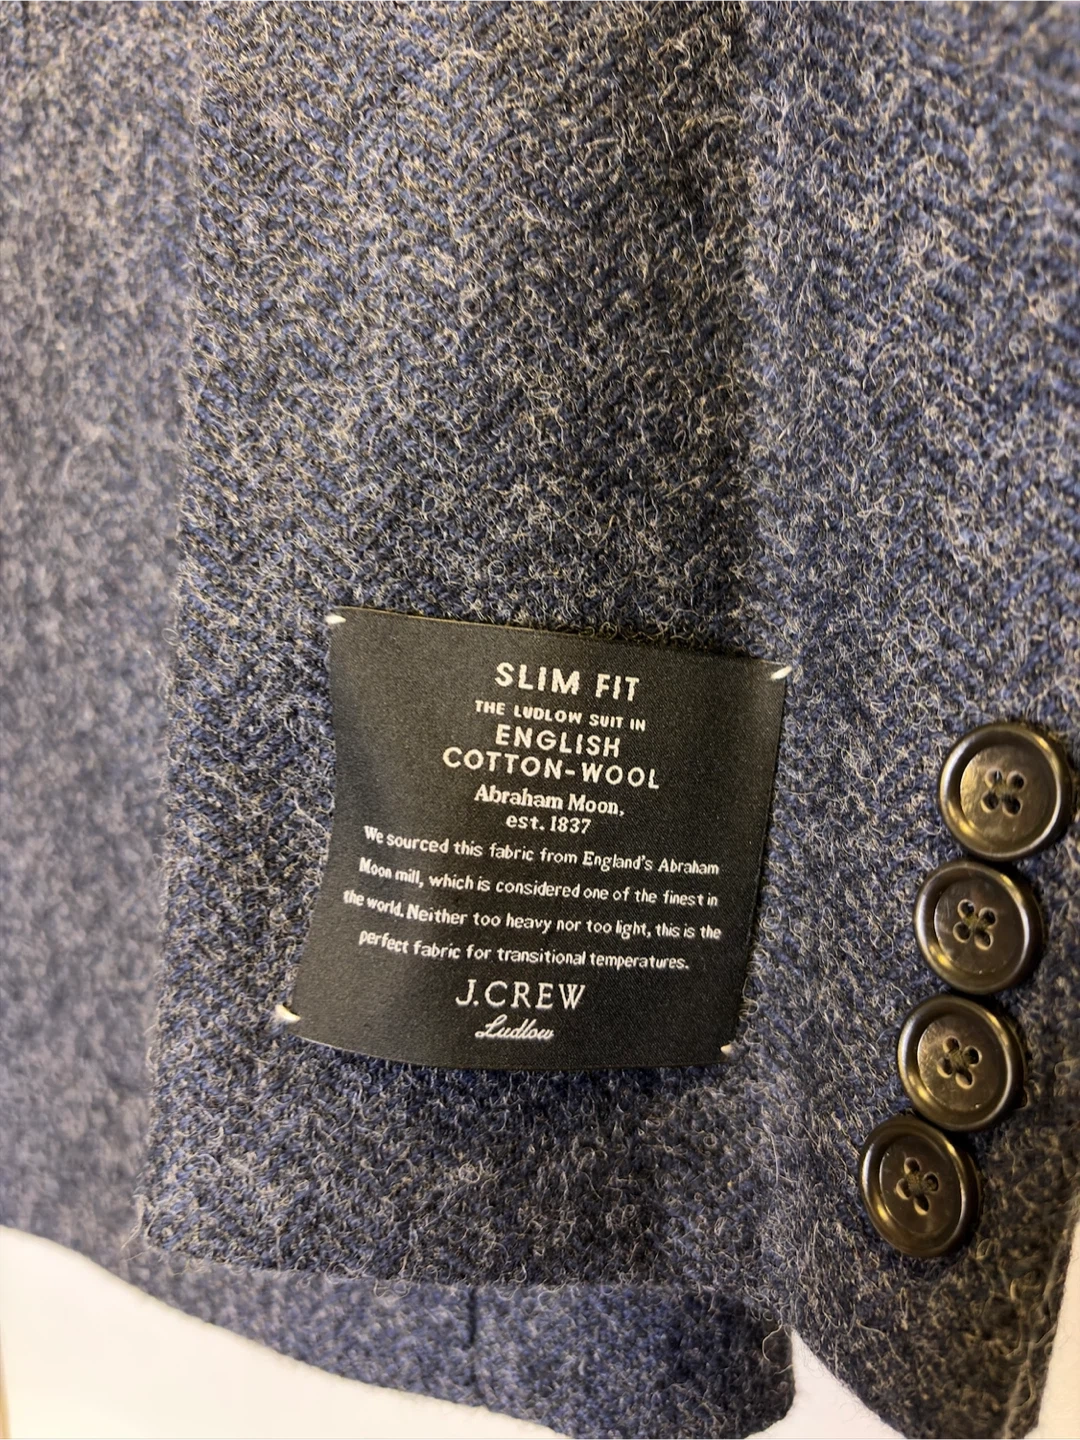 SLIM FIT
THE LUDLOW SUIT IN
ENGLISH
COTTON-WOOL
Abraham Moon,
est. 1837
We sourced this fabric from England's Abraham
Moon mill, which is considered one of the finest in
the world. Neither too heavy nor too light, this is the
perfect fabric for transitional temperatures.
J.CREW
Ludlow